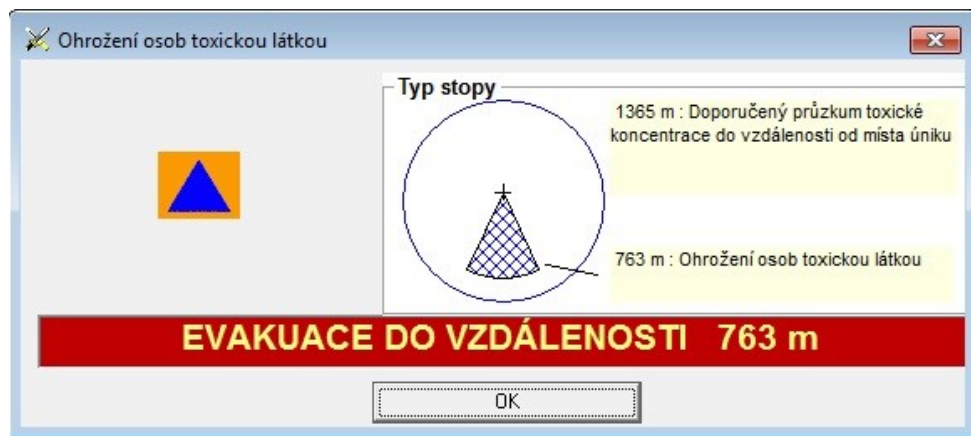 Ohrožení osob toxickou látkou
Typ stopy
1365 m : Doporučený průzkum toxické
koncentrace do vzdálenosti od místa úniku
763 m : Ohrožení osob toxickou látkou
EVAKUACE DO VZDÁLENOSTI 763 m
OK